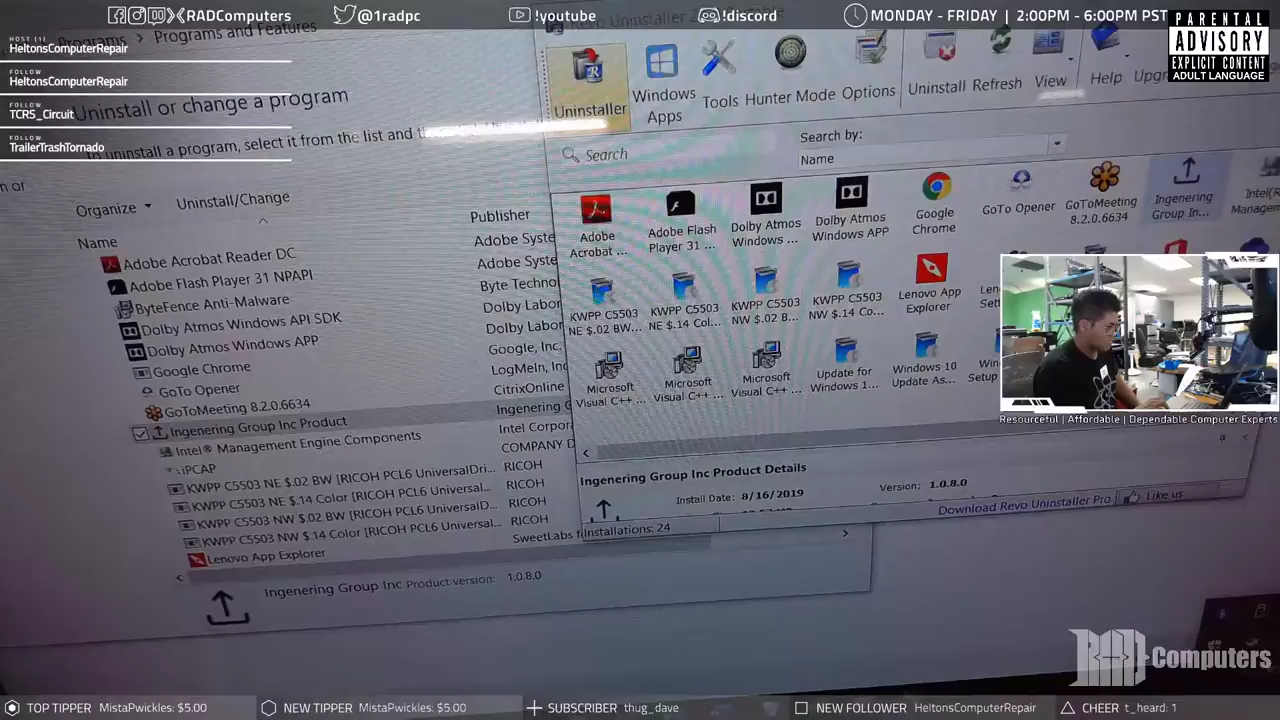 RADComputers
@1radpc
!youtube
!discord
MONDAY - FRIDAY | 2:00PM - 6:00PM PST
PARENTAL
ADVISORY
EXPLICIT CONTENT
ADULT LANGUAGE
HOST [1]
HeltonsComputerRepair
FOLLOW
HeltonsComputerRepair
FOLLOW
TCRS_Circuit
FOLLOW
TrailerTrashTornado
Programs
Programs and Features
Uninstall or change a program
To uninstall a program, select it from the list and
Organize
Uninstall/Change
Name
Publisher
Adobe Acrobat Reader DC
Adobe Syste
Adobe Flash Player 31 NPAPI
Adobe Syste
ByteFence Anti-Malware
Byte Techno
Dolby Atmos Windows API SDK
Dolby Labor
Dolby Atmos Windows APP
Dolby Labor
Google Chrome
Google, Inc.
GoTo Opener
LogMeIn, Inc
GoToMeeting 8.2.0.6634
CitrixOnline
Ingenering Group Inc Product
Ingenering G
Intel® Management Engine Components
Intel Corpora
iPCAP
COMPANY D
KWPP C5503 NE $.02 BW [RICOH PCL6 UniversalDri...
RICOH
KWPP C5503 NE $.14 Color [RICOH PCL6 Universal...
RICOH
KWPP C5503 NW $.02 BW [RICOH PCL6 UniversalD...
RICOH
KWPP C5503 NW $.14 Color [RICOH PCL6 Universal...
RICOH
Lenovo App Explorer
SweetLabs f
Ingenering Group Inc Product version: 1.0.8.0
Revo Uninstaller
Uninstaller
Windows Apps
Tools
Hunter Mode
Options
Uninstall
Refresh
View
Help
Search
Search by:
Name
Adobe Acrobat ...
Adobe Flash Player 31 ...
Dolby Atmos Windows ...
Dolby Atmos Windows APP
Google Chrome
GoTo Opener
GoToMeeting 8.2.0.6634
Ingenering Group In...
KWPP C5503 NE $.02 BW...
KWPP C5503 NE $.14 Col...
KWPP C5503 NW $.02 B...
KWPP C5503 NW $.14 Co...
Lenovo App Explorer
Microsoft Visual C++ ...
Microsoft Visual C++ ...
Microsoft Visual C++ ...
Update for Windows 1...
Windows 10 Update As...
Resourceful | Affordable | Dependable Computer Experts
Ingenering Group Inc Product Details
Install Date: 8/16/2019
Version: 1.0.8.0
Download Revo Uninstaller Pro
Like us
Installations: 24
RAD Computers
TOP TIPPER MistaPwickles: $5.00
NEW TIPPER MistaPwickles: $5.00
SUBSCRIBER thug_dave
NEW FOLLOWER HeltonsComputerRepair
CHEER t_heard: 1